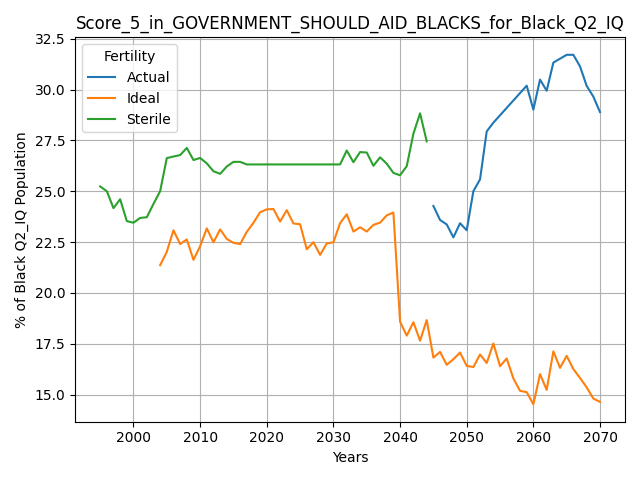 Score_5_in_GOVERNMENT_SHOULD_AID_BLACKS_for_Black_Q2_IQ
Fertility
Actual
Ideal
Sterile
% of Black Q2_IQ Population
32.5
30.0
27.5
25.0
22.5
20.0
17.5
15.0
2000 2010 2020 2030 2040 2050 2060 2070
Years